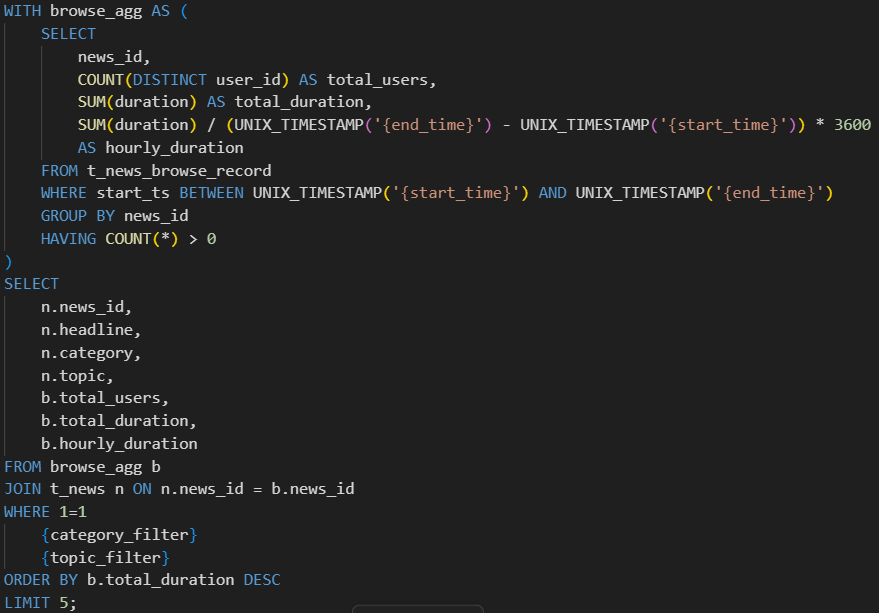 WITH browse_agg AS (
    SELECT
        news_id,
        COUNT(DISTINCT user_id) AS total_users,
        SUM(duration) AS total_duration,
        SUM(duration) / (UNIX_TIMESTAMP('{end_time}') - UNIX_TIMESTAMP('{start_time}')) * 3600
        AS hourly_duration
    FROM t_news_browse_record
    WHERE start_ts BETWEEN UNIX_TIMESTAMP('{start_time}') AND UNIX_TIMESTAMP('{end_time}')
    GROUP BY news_id
    HAVING COUNT(*) > 0
)
SELECT
    n.news_id,
    n.headline,
    n.category,
    n.topic,
    b.total_users,
    b.total_duration,
    b.hourly_duration
FROM browse_agg b
JOIN t_news n ON n.news_id = b.news_id
WHERE 1=1
    {category_filter}
    {topic_filter}
ORDER BY b.total_duration DESC
LIMIT 5;